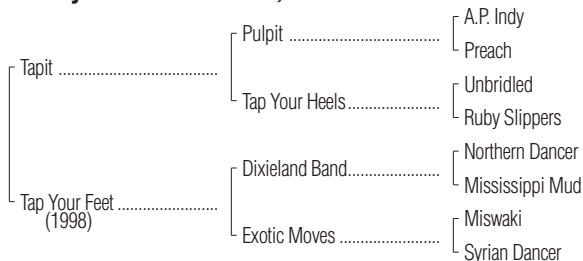 A.P. Indy
Pulpit ........................................
Preach
Tapit ..........................................
Unbridled
Tap Your Heels........................
Ruby Slippers
Northern Dancer
Dixieland Band........................
Mississippi Mud
Tap Your Feet ..........................
(1998)
Miswaki
Exotic Moves ..........................
Syrian Dancer